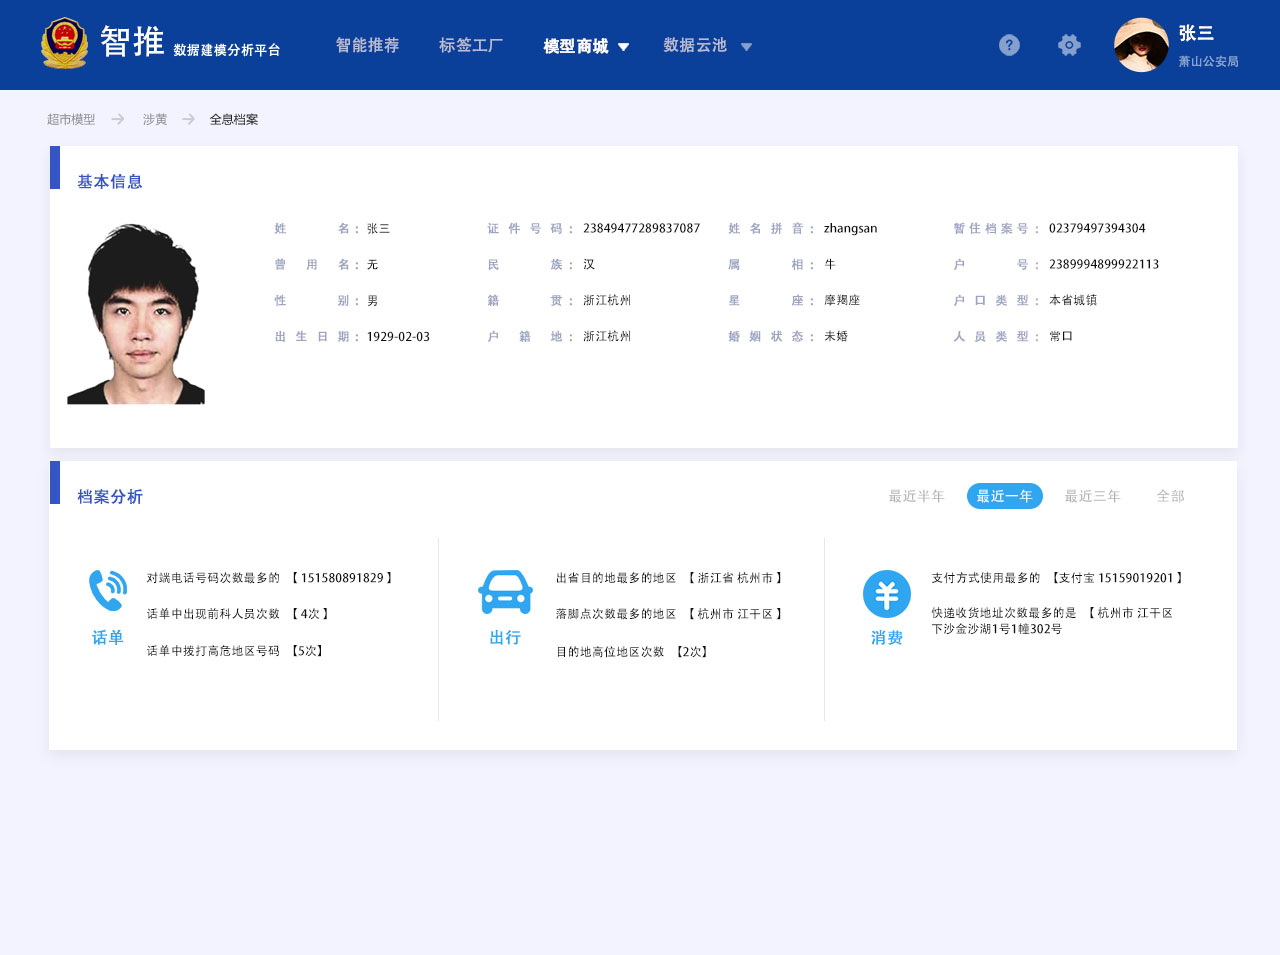 智推 数据建模分析平台 智能推荐 标签工厂 模型商城 数据云池 ? 张三
萧山公安局
超市模型 涉黄 全息档案
基本信息
姓名： 张三 证件号码： 23849477289837087 姓名拼音： zhangsan 暂住档案号： 02379497394304
曾用名： 无 民族： 汉 属相： 牛 户号： 2389994899922113
性别： 男 籍贯： 浙江杭州 星座： 摩羯座 户口类型： 本省城镇
出生日期： 1929-02-03 户籍地： 浙江杭州 婚姻状态： 未婚 人员类型： 常口
档案分析 最近半年 最近一年 最近三年 全部
话单
对端电话号码次数最多的 【 151580891829 】
话单中出现前科人员次数 【 4次 】
话单中拨打高危地区号码 【5次】
出行
出省目的地最多的地区 【 浙江省 杭州市 】
落脚点次数最多的地区 【 杭州市 江干区 】
目的地高位地区次数 【2次】
消费
支付方式使用最多的 【支付宝 15159019201 】
快递收货地址次数最多的是 【 杭州市 江干区
下沙金沙湖1号1幢302号